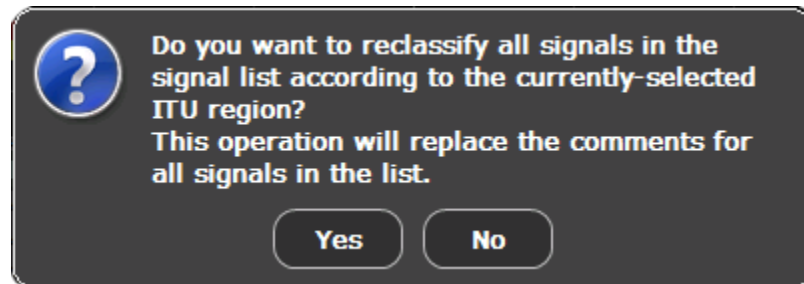 Do you want to reclassify all signals in the
signal list according to the currently-selected
ITU region?
This operation will replace the comments for
all signals in the list.
Yes No